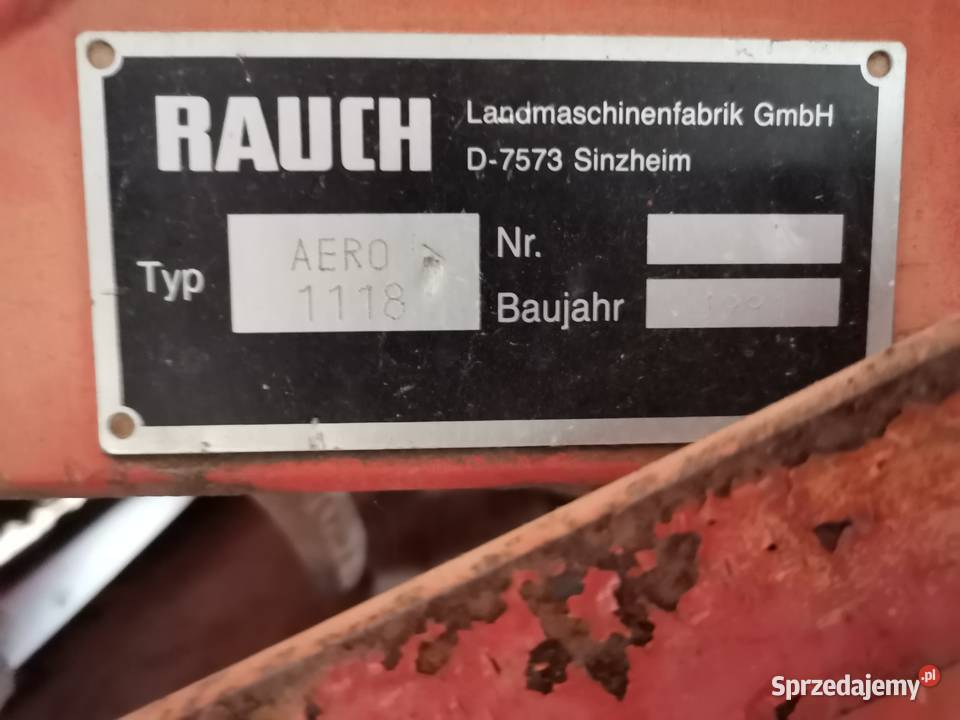 RAUCH
Landmaschinenfabrik GmbH
D-7573 Sinzheim
Typ
AERO
1118
Nr.
Baujahr
Sprzedajemy.pl